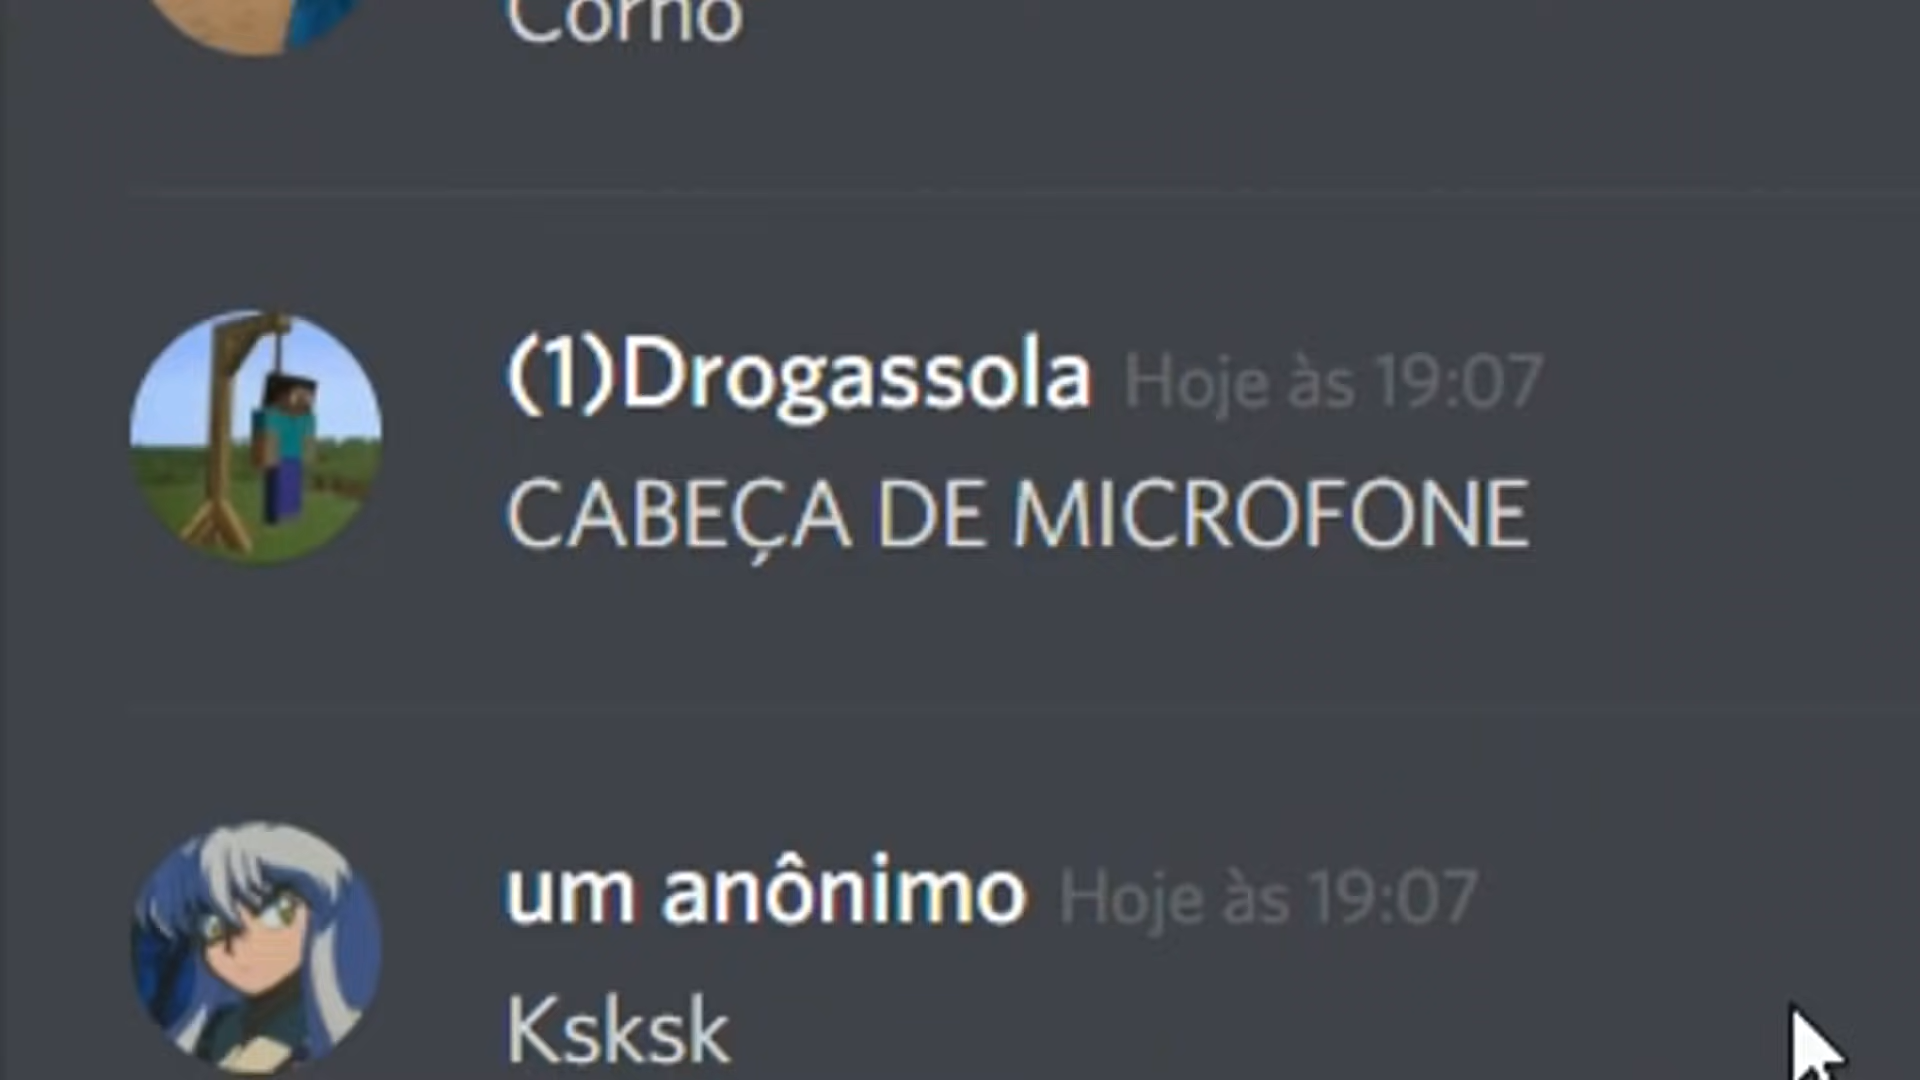 Corno
(1)Drogassola Hoje às 19:07
CABEÇA DE MICROFONE
um anônimo Hoje às 19:07
Ksksk